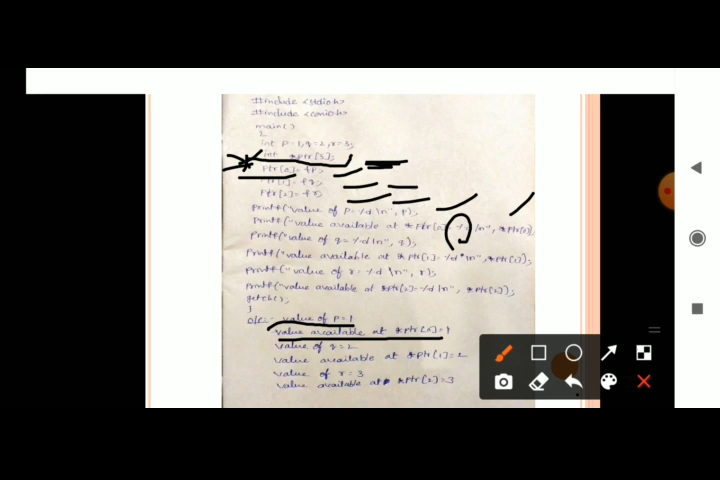 #include <stdio.h>
#include <conio.h>
main()
{
int p=1,q=2,r=3;
int *ptr[3];
ptr[0]=&p;
ptr[1]=&q;
ptr[2]=&r;
printf("value of p=%d\n",p);
printf("value available at *ptr[0]=%d\n",*ptr[0]);
printf("value of q=%d\n",q);
printf("value available at *ptr[1]=%d\n",*ptr[1]);
printf("value of r=%d\n",r);
printf("value available at *ptr[2]=%d\n",*ptr[2]);
getch();
}
O/P:- value of p=1
value available at *ptr[0]=1
value of q=2
value available at *ptr[1]=2
value of r=3
value available at *ptr[2]=3